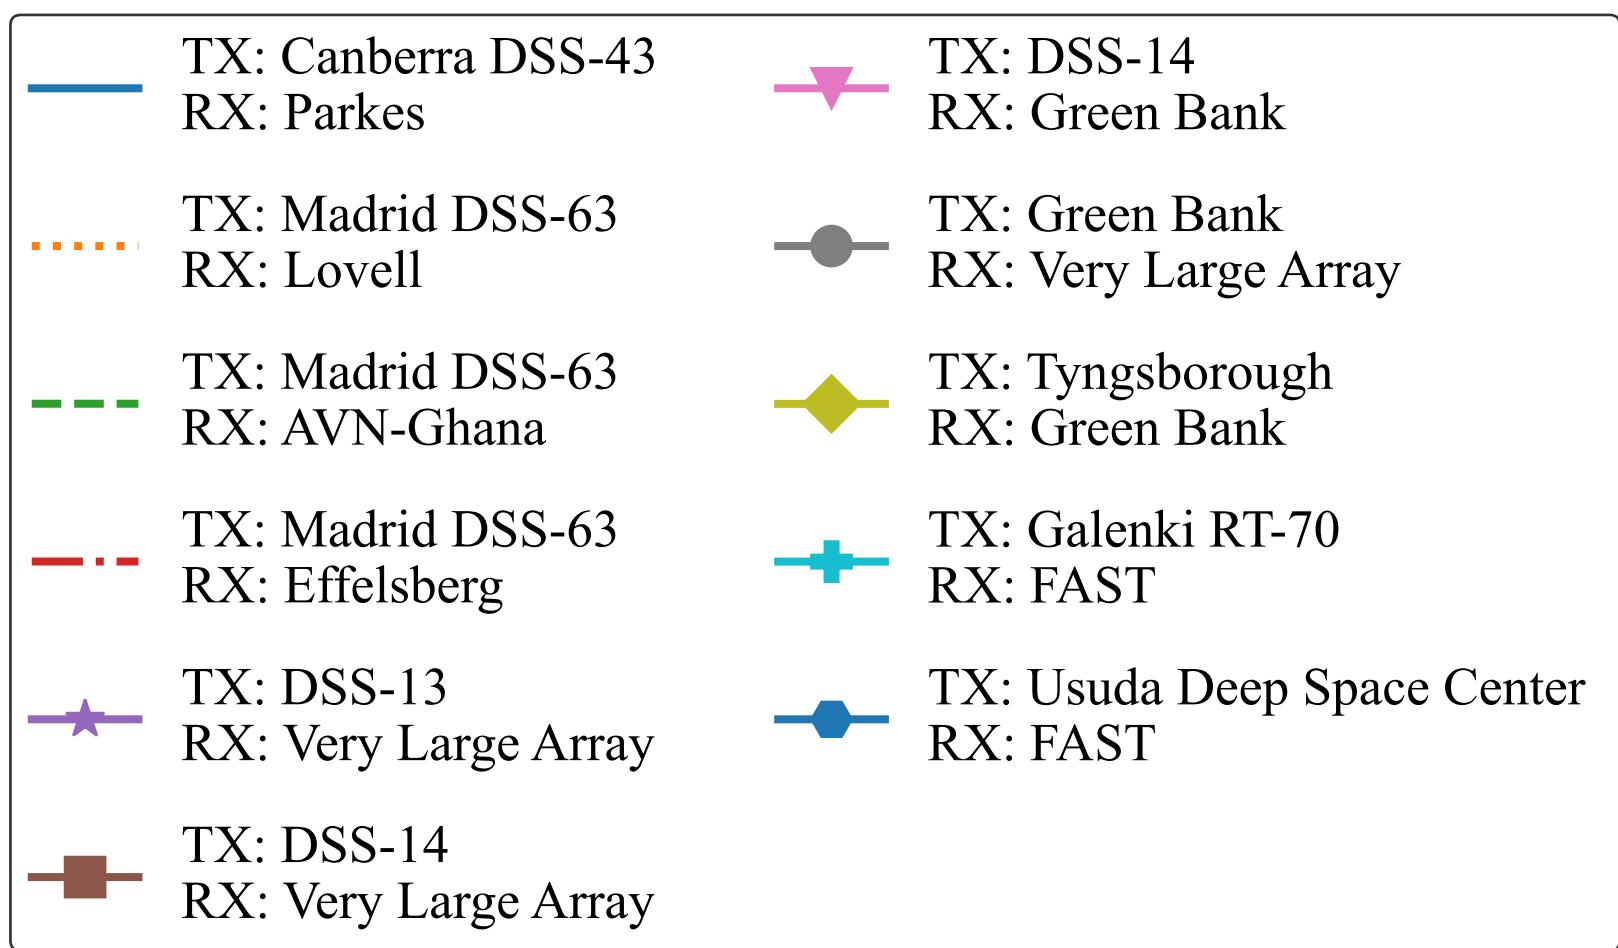 TX: Canberra DSS-43
RX: Parkes
TX: Madrid DSS-63
RX: Lovell
TX: Madrid DSS-63
RX: AVN-Ghana
TX: Madrid DSS-63
RX: Effelsberg
TX: DSS-13
RX: Very Large Array
TX: DSS-14
RX: Very Large Array
TX: DSS-14
RX: Green Bank
TX: Green Bank
RX: Very Large Array
TX: Tyngsborough
RX: Green Bank
TX: Galenki RT-70
RX: FAST
TX: Usuda Deep Space Center
RX: FAST